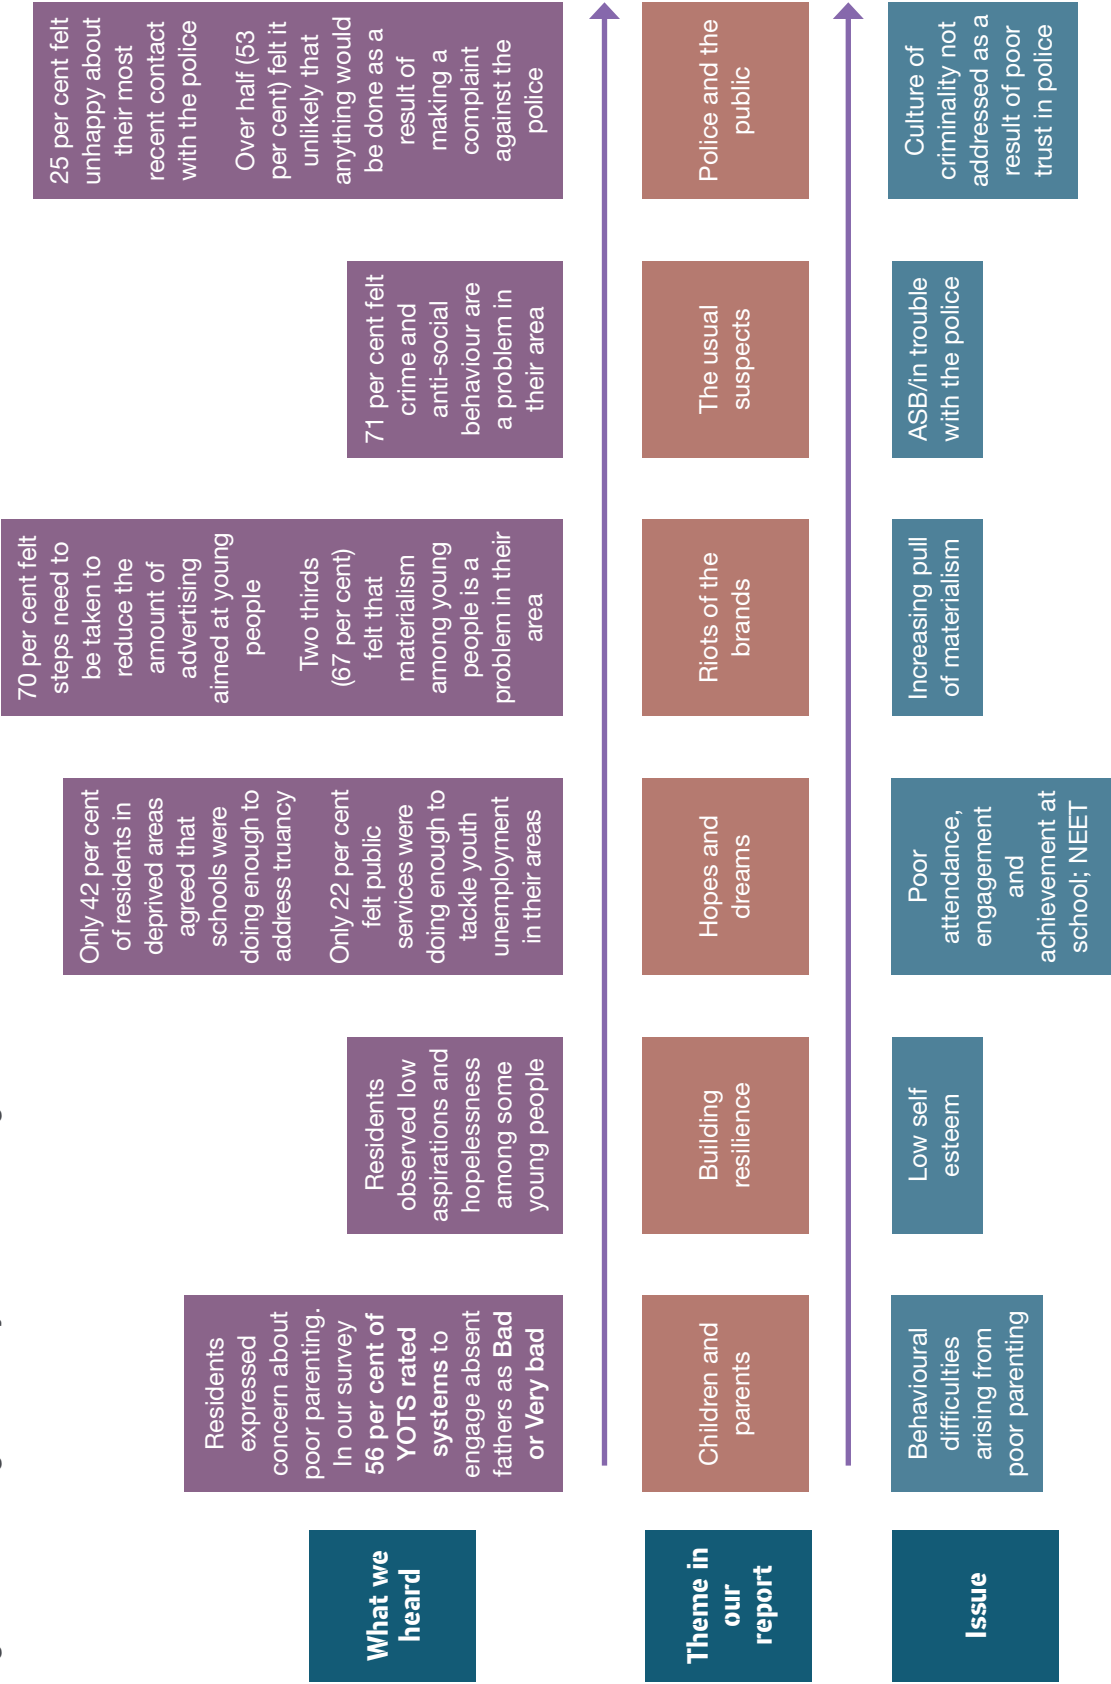 What we
heard
Residents
expressed
concern about
poor parenting.
In our survey
56 per cent of
YOTS rated
systems to
engage absent
fathers as Bad
or Very bad
Residents
observed low
aspirations and
hopelessness
among some
young people
Only 42 per cent
of residents in
deprived areas
agreed that
schools were
doing enough to
address truancy
Only 22 per cent
felt public
services were
doing enough to
tackle youth
unemployment
in their areas
70 per cent felt
steps need to
be taken to
reduce the
amount of
advertising
aimed at young
people
Two thirds
(67 per cent)
felt that
materialism
among young
people is a
problem in their
area
71 per cent felt
crime and
anti-social
behaviour are
a problem in
their area
25 per cent felt
unhappy about
their most
recent contact
with the police
Over half (53
per cent) felt it
unlikely that
anything would
be done as a
result of
making a
complaint
against the
police
Theme in
our
report
Children and
parents
Building
resilience
Hopes and
dreams
Riots of the
brands
The usual
suspects
Police and the
public
Issue
Behavioural
difficulties
arising from
poor parenting
Low self
esteem
Poor
attendance,
engagement
and
achievement at
school; NEET
Increasing pull
of materialism
ASB/in trouble
with the police
Culture of
criminality not
addressed as a
result of poor
trust in police